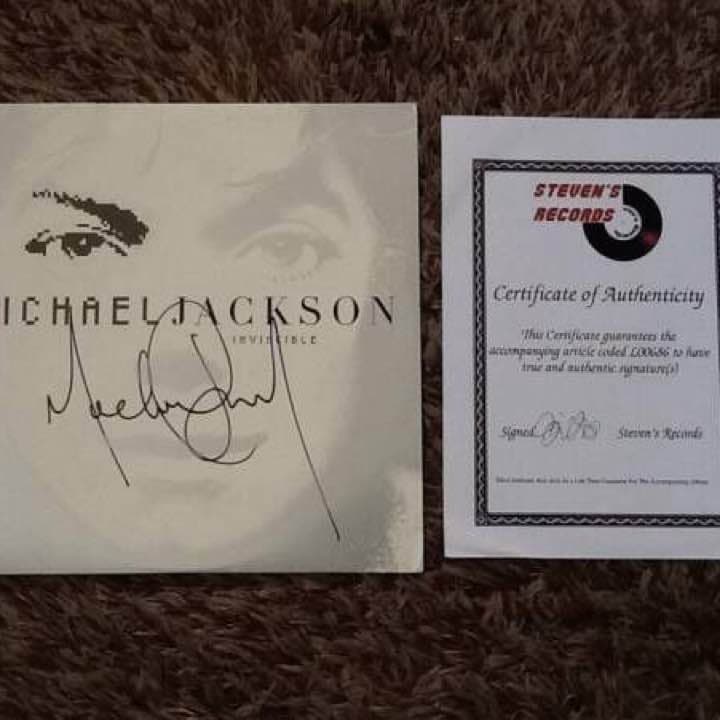 ICHAEL JACKSON
INVINCIBLE
STEVEN'S
RECORDS
Certificate of Authenticity
This Certificate guarantees the
accompanying article coded L00686 to have
true and authentic signature(s)
Signed Steven's Records